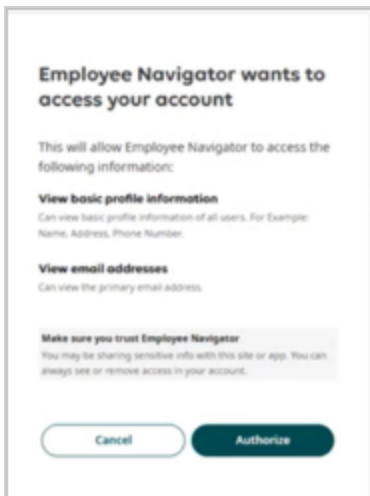 Employee Navigator wants to
access your account
This will allow Employee Navigator to access the
following information:
View basic profile information
Can view basic profile information of all users. For Example:
Name, Address, Phone Number.
View email addresses
Can view the primary email address.
Make sure you trust Employee Navigator
You may be sharing sensitive info with this site or app. You can
always see or remove access in your account.
Cancel
Authorize